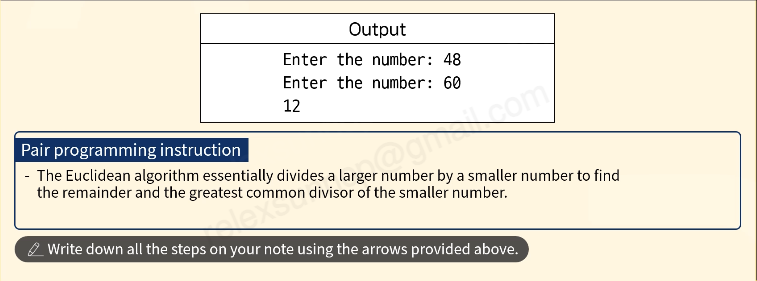 Output
Enter the number: 48
Enter the number: 60
12
Pair programming instruction
- The Euclidean algorithm essentially divides a larger number by a smaller number to find
the remainder and the greatest common divisor of the smaller number.
Write down all the steps on your note using the arrows provided above.